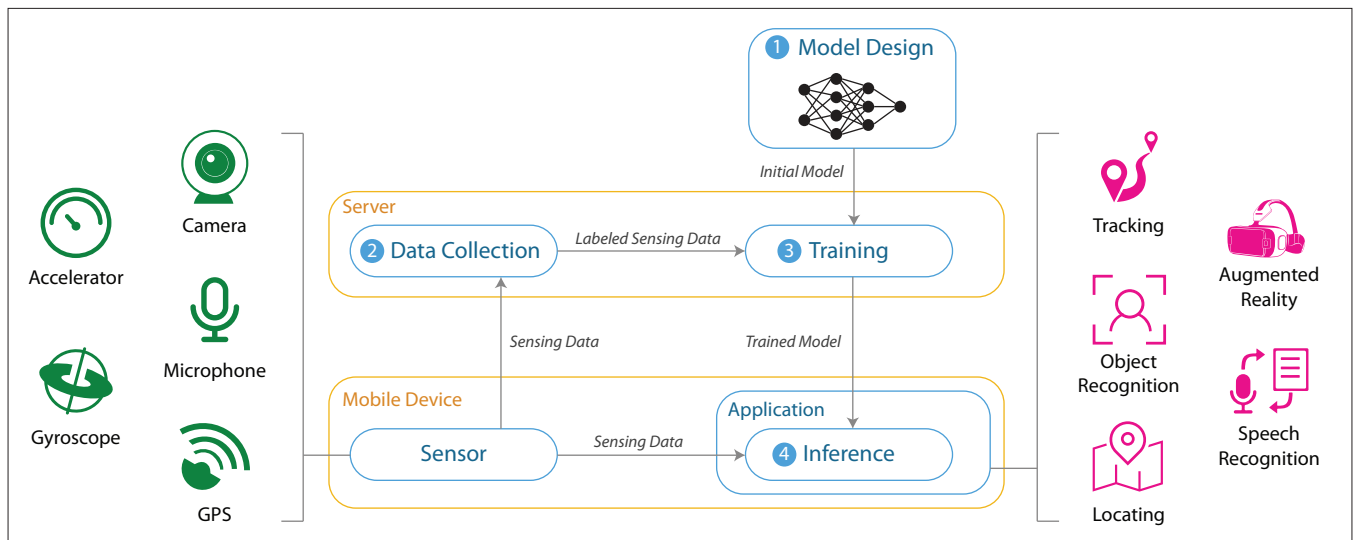 1 Model Design
Initial Model
Server
2 Data Collection
Labeled Sensing Data
3 Training
Sensing Data
Trained Model
Mobile Device
Sensor
Sensing Data
Application
4 Inference
Camera
Accelerator
Microphone
Gyroscope
GPS
Tracking
Augmented
Reality
Object
Recognition
Speech
Recognition
Locating